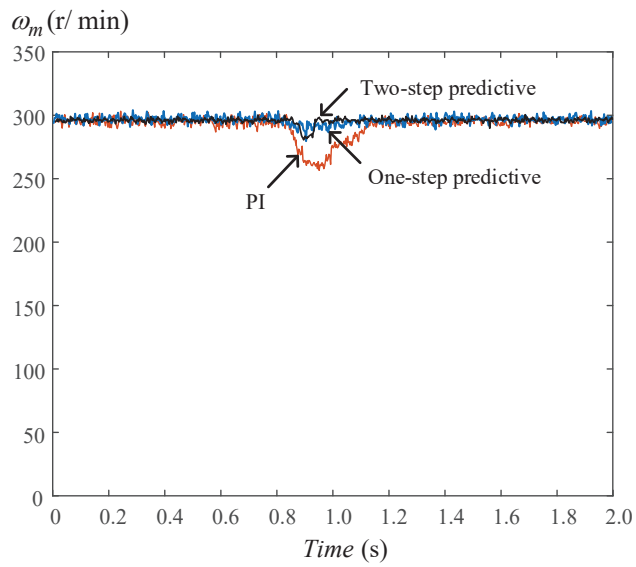 ω_m (r/ min)
350
300
250
200
150
100
50
0
Two-step predictive
One-step predictive
PI
0 0.2 0.4 0.6 0.8 1.0 1.2 1.4 1.6 1.8 2.0
Time (s)